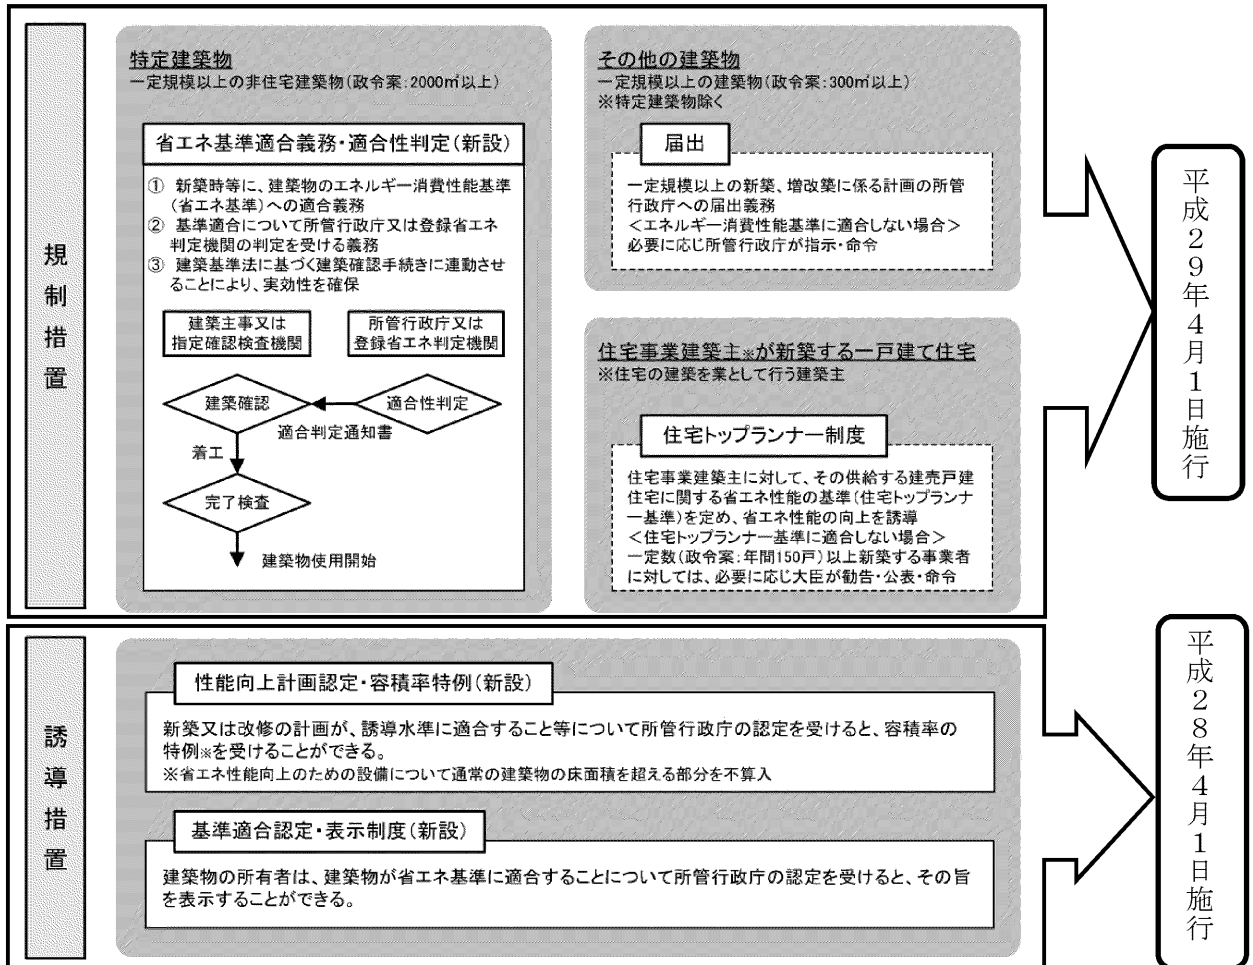 規制措置
特定建築物
一定規模以上の非住宅建築物(政令案:2000㎡以上)
省エネ基準適合義務・適合性判定(新設)
① 新築時等に、建築物のエネルギー消費性能基準
(省エネ基準)への適合義務
② 基準適合について所管行政庁又は登録省エネ
判定機関の判定を受ける義務
③ 建築基準法に基づく建築確認手続きに連動させ
ることにより、実効性を確保
建築主事又は
指定確認検査機関
所管行政庁又は
登録省エネ判定機関
建築確認
適合性判定
適合判定通知書
着工
完了検査
建築物使用開始
その他の建築物
一定規模以上の建築物(政令案:300㎡以上)
※特定建築物除く
届出
一定規模以上の新築、増改築に係る計画の所管
行政庁への届出義務
<エネルギー消費性能基準に適合しない場合>
必要に応じ所管行政庁が指示・命令
住宅事業建築主※が新築する一戸建て住宅
※住宅の建築を業として行う建築主
住宅トップランナー制度
住宅事業建築主に対して、その供給する建売戸建
住宅に関する省エネ性能の基準(住宅トップランナ
ー基準)を定め、省エネ性能の向上を誘導
<住宅トップランナー基準に適合しない場合>
一定数(政令案:年間150戸)以上新築する事業者
に対しては、必要に応じ大臣が勧告・公表・命令
平成29年4月1日施行
誘導措置
性能向上計画認定・容積率特例(新設)
新築又は改修の計画が、誘導水準に適合すること等について所管行政庁の認定を受けると、容積率の
特例※を受けることができる。
※省エネ性能向上のための設備について通常の建築物の床面積を超える部分を不算入
基準適合認定・表示制度(新設)
建築物の所有者は、建築物が省エネ基準に適合することについて所管行政庁の認定を受けると、その旨
を表示することができる。
平成28年4月1日施行